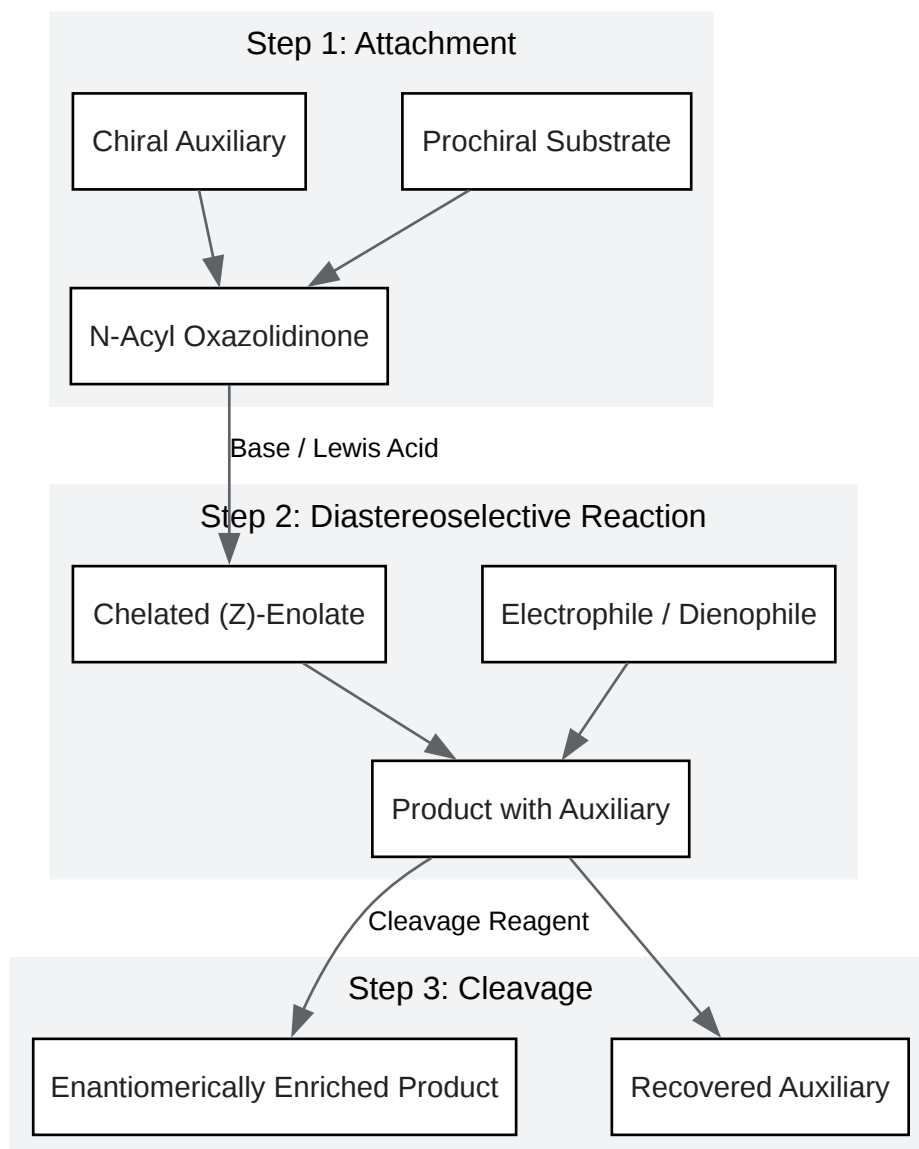 Step 1: Attachment
Chiral Auxiliary
Prochiral Substrate
N-Acyl Oxazolidinone
Base / Lewis Acid
Step 2: Diastereoselective Reaction
Chelated (Z)-Enolate
Electrophile / Dienophile
Product with Auxiliary
Cleavage Reagent
Step 3: Cleavage
Enantiomerically Enriched Product
Recovered Auxiliary